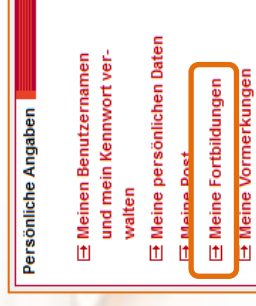 Persönliche Angaben
Meinen Benutzernamen
und mein Kennwort ver-
walten
Meine persönlichen Daten
Meine Post
Meine Fortbildungen
Meine Vormerkungen